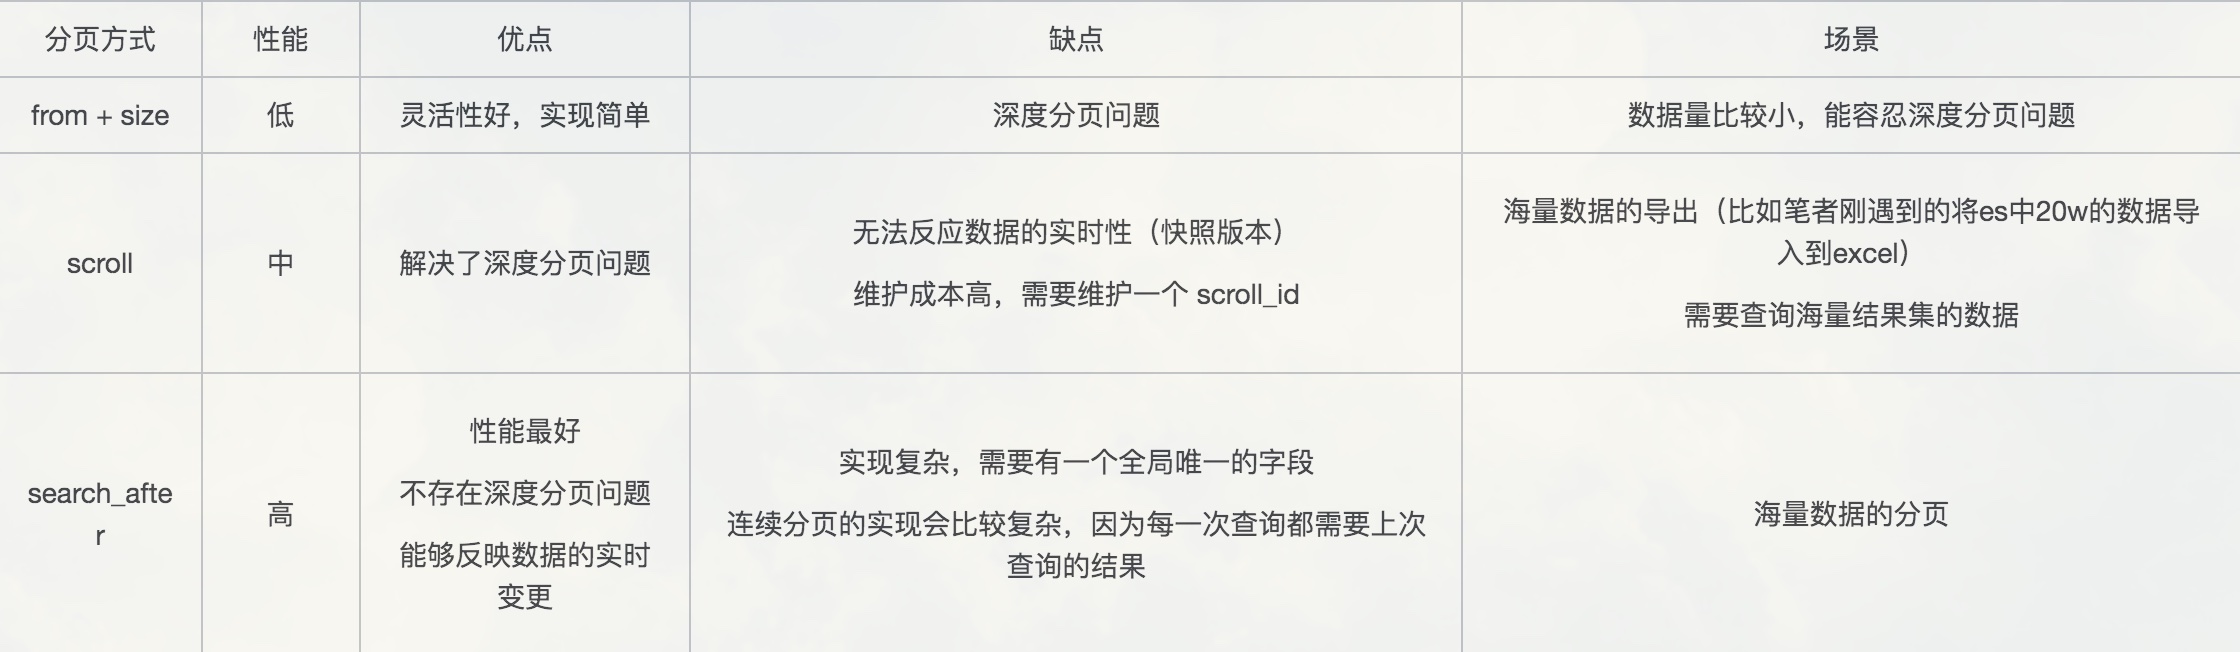 分页方式 性能 优点 缺点 场景
from + size 低 灵活性好，实现简单 深度分页问题 数据量比较小，能容忍深度分页问题
scroll 中 解决了深度分页问题
无法反应数据的实时性（快照版本）
维护成本高，需要维护一个 scroll_id
海量数据的导出（比如笔者刚遇到的将es中20w的数据导
入到excel）
需要查询海量结果集的数据
search_afte
r
高
性能最好
不存在深度分页问题
能够反映数据的实时
变更
实现复杂，需要有一个全局唯一的字段
连续分页的实现会比较复杂，因为每一次查询都需要上次
查询的结果
海量数据的分页